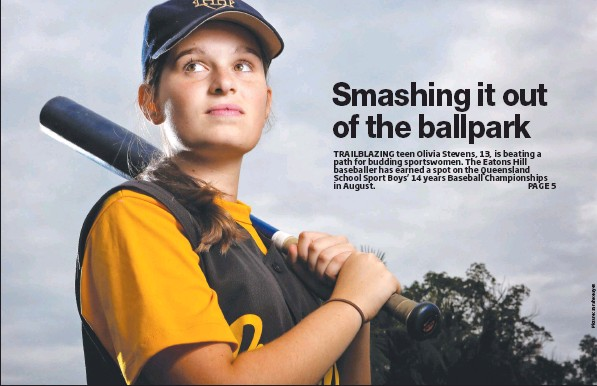 Smashing it out
of the ballpark
TRAILBLAZING teen Olivia Stevens, 13, is beating a
path for budding sportswomen. The Eatons Hill
baseballer has earned a spot on the Queensland
School Sport Boys' 14 years Baseball Championships
in August. PAGE 5